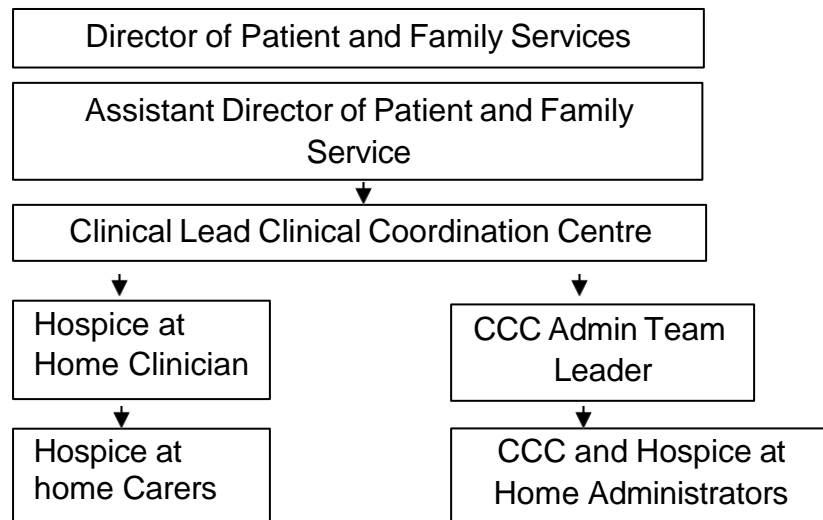 Director of Patient and Family Services
Assistant Director of Patient and Family
Service
Clinical Lead Clinical Coordination Centre
Hospice at
Home Clinician
CCC Admin Team
Leader
Hospice at
home Carers
CCC and Hospice at
Home Administrators